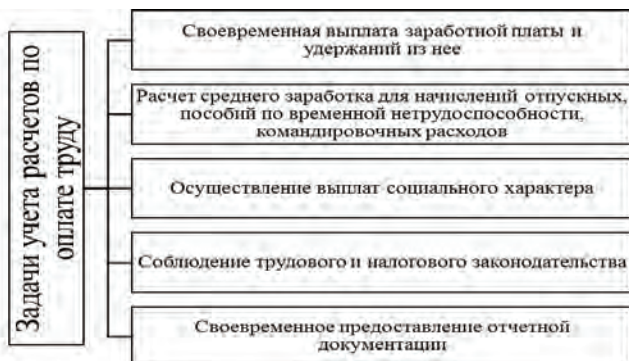 Задачи учета расчетов по
оплате труду
Своевременная выплата заработной платы и
удержаний из нее
Расчет среднего заработка для начислений отпускных,
пособий по временной нетрудоспособности,
командировочных расходов
Осуществление выплат социального характера
Соблюдение трудового и налогового законодательства
Своевременное предоставление отчетной
документации